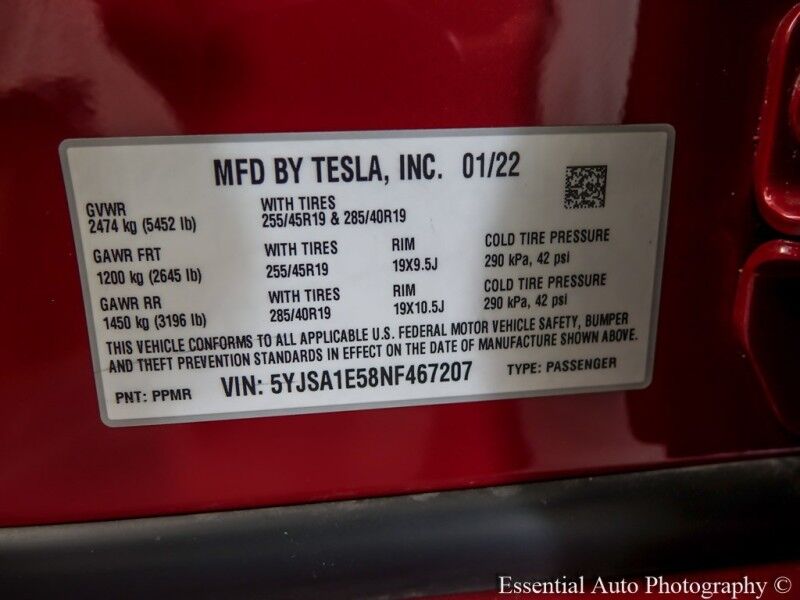 MFD BY TESLA, INC. 01/22
GVWR
2474 kg (5452 lb)
WITH TIRES
255/45R19 & 285/40R19
GAWR FRT
1200 kg (2645 lb)
WITH TIRES
255/45R19
RIM
19X9.5J
COLD TIRE PRESSURE
290 kPa, 42 psi
GAWR RR
1450 kg (3196 lb)
WITH TIRES
285/40R19
RIM
19X10.5J
COLD TIRE PRESSURE
290 kPa, 42 psi
THIS VEHICLE CONFORMS TO ALL APPLICABLE U.S. FEDERAL MOTOR VEHICLE SAFETY, BUMPER
AND THEFT PREVENTION STANDARDS IN EFFECT ON THE DATE OF MANUFACTURE SHOWN ABOVE.
PNT: PPMR VIN: 5YJSA1E58NF467207 TYPE: PASSENGER
Essential Auto Photography ©